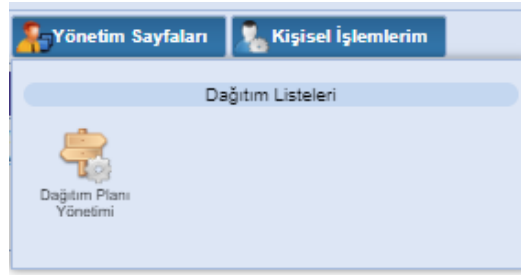 Yönetim Sayfaları
Kişisel İşlemlerim
Dağıtım Listeleri
Dağıtım Planı
Yönetimi